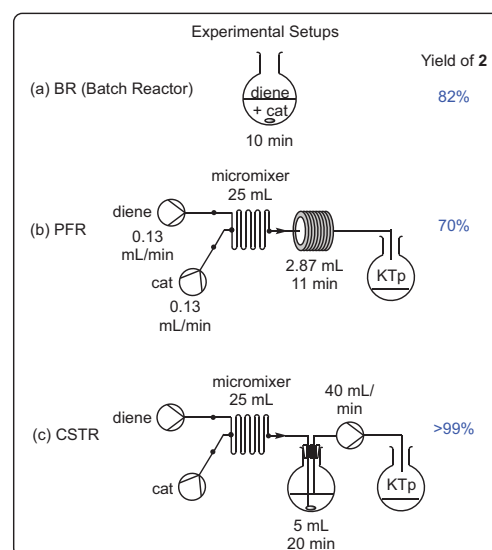 Experimental Setups
Yield of 2
(a) BR (Batch Reactor)
diene
+ cat
10 min
82%
(b) PFR
diene
0.13
mL/min
cat
0.13
mL/min
micromixer
25 mL
2.87 mL
11 min
KTp
70%
(c) CSTR
diene
cat
micromixer
25 mL
40 mL/
min
5 mL
20 min
KTp
>99%